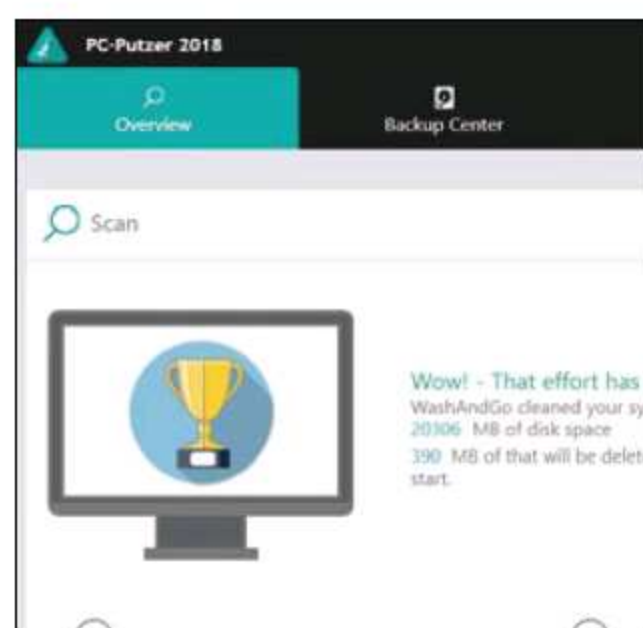 PC-Putzer 2018
Overview
Backup Center
Scan
Wow! - That effort has
WashAndGo cleaned your sy
20306 MB of disk space
390 MB of that will be delet
start.